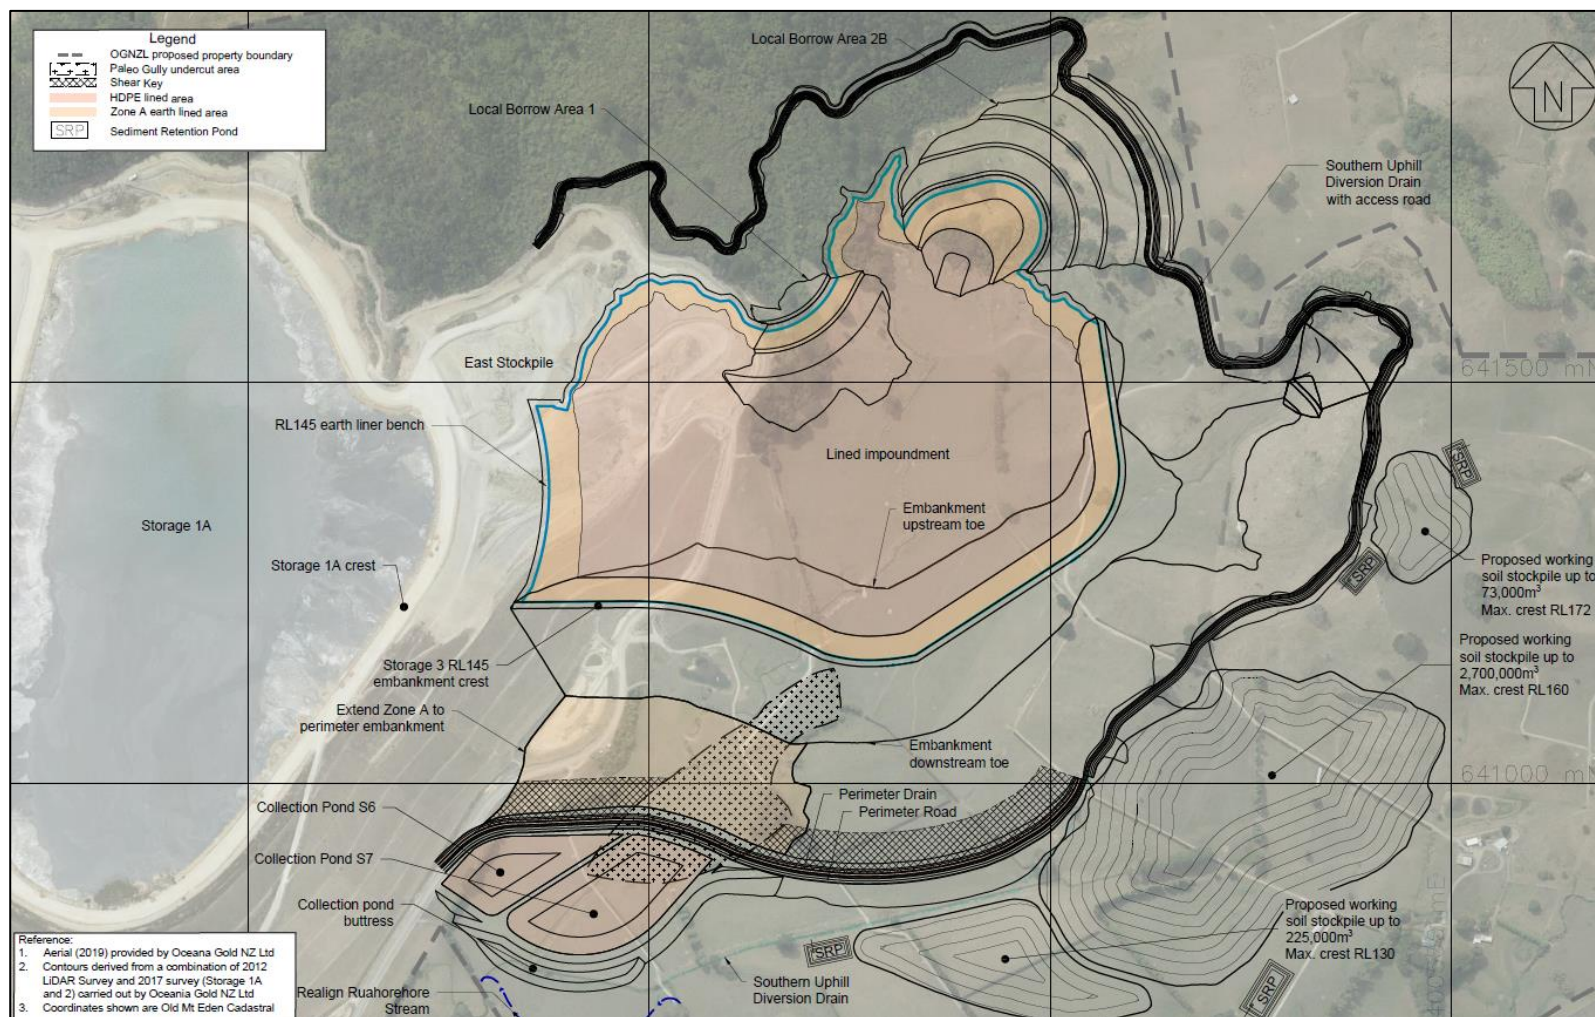 Legend
OGNZL proposed property boundary
Paleo Gully undercut area
Shear Key
HDPE lined area
Zone A earth lined area
SRP
Sediment Retention Pond
Local Borrow Area 2B
N
Local Borrow Area 1
Southern Uphill
Diversion Drain
with access road
East Stockpile
641500 mN
RL145 earth liner bench
Lined impoundment
SRP
Storage 1A
Embankment
upstream toe
Storage 1A crest
SRP
Proposed working
soil stockpile up to
73,000m³
Max. crest RL172
Proposed working
soil stockpile up to
2,700,000m³
Max. crest RL160
Storage 3 RL145
embankment crest
Extend Zone A to
perimeter embankment
Embankment
downstream toe
641000 mN
Collection Pond S6
Perimeter Drain
Perimeter Road
Collection Pond S7
Collection pond
buttress
Proposed working
soil stockpile up to
225,000m³
Max. crest RL130
SRP
Southern Uphill
Diversion Drain
SRP
Realign Ruahorehore
Stream
Reference:
1. Aerial (2019) provided by Oceana Gold NZ Ltd
2. Contours derived from a combination of 2012
LiDAR Survey and 2017 survey (Storage 1A
and 2) carried out by Oceania Gold NZ Ltd
3. Coordinates shown are Old Mt Eden Cadastral